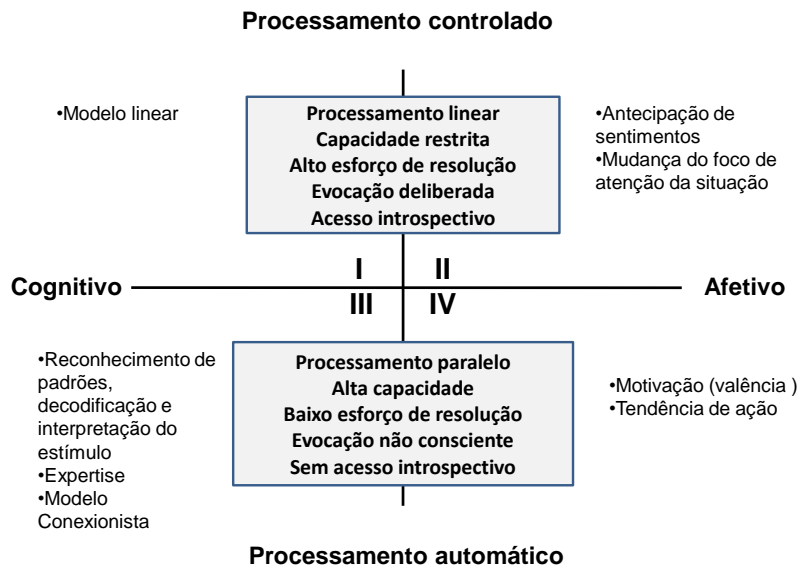 Processamento controlado
•Modelo linear
Processamento linear
Capacidade restrita
Alto esforço de resolução
Evocação deliberada
Acesso introspectivo
•Antecipação de
sentimentos
•Mudança do foco de
atenção da situação
I
II
Cognitivo
Afetivo
III
IV
•Reconhecimento de
padrões,
decodificação e
interpretação do
estímulo
•Expertise
•Modelo
Conexionista
Processamento paralelo
Alta capacidade
Baixo esforço de resolução
Evocação não consciente
Sem acesso introspectivo
•Motivação (valência )
•Tendência de ação
Processamento automático